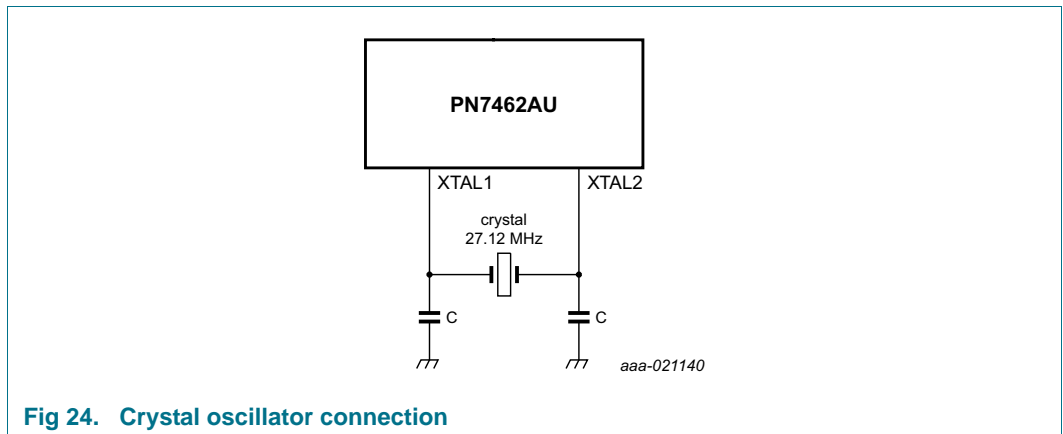 PN7462AU
XTAL1
XTAL2
crystal
27.12 MHz
C
C
aaa-021140
Fig 24. Crystal oscillator connection